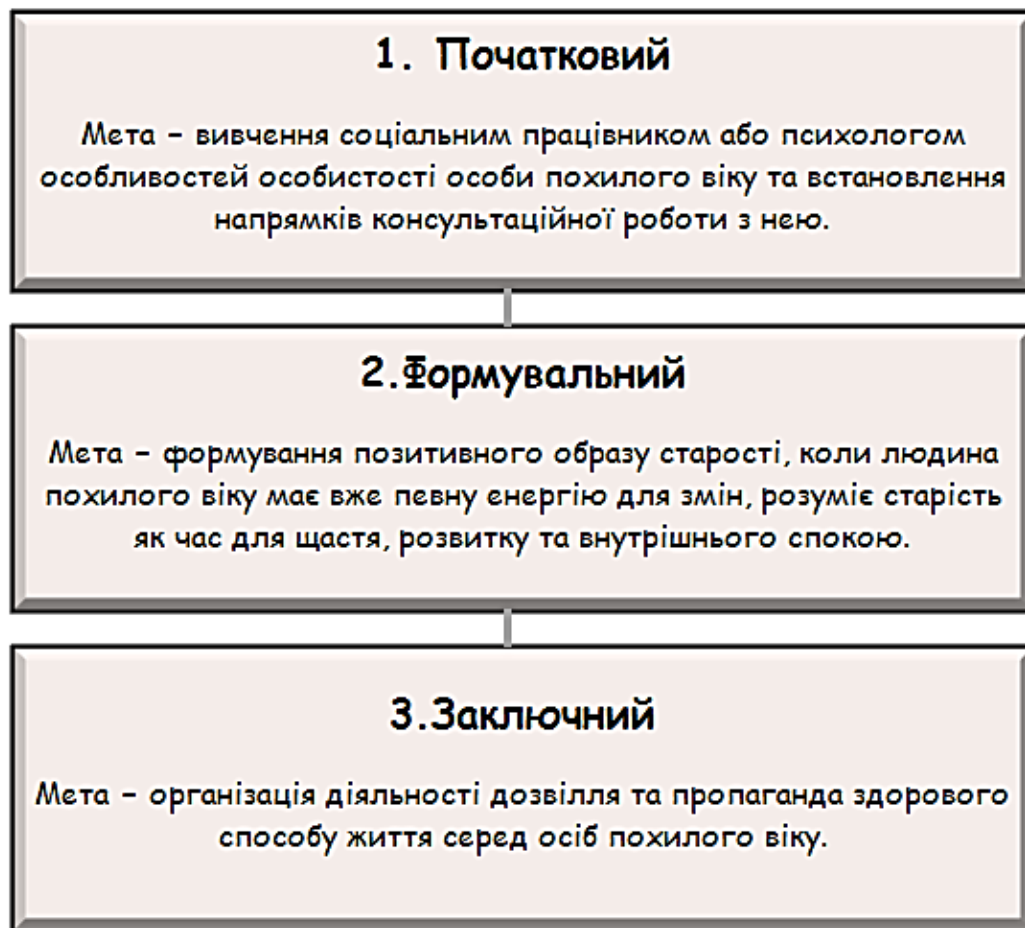 1. Початковий
Мета – вивчення соціальним працівником або психологом
особливостей особистості особи похилого віку та встановлення
напрямків консультаційної роботи з нею.
2.Формувальний
Мета – формування позитивного образу старості, коли людина
похилого віку має вже певну енергію для змін, розуміє старість
як час для щастя, розвитку та внутрішнього спокою.
3.Заключний
Мета – організація діяльності дозвілля та пропаганда здорового
способу життя серед осіб похилого віку.